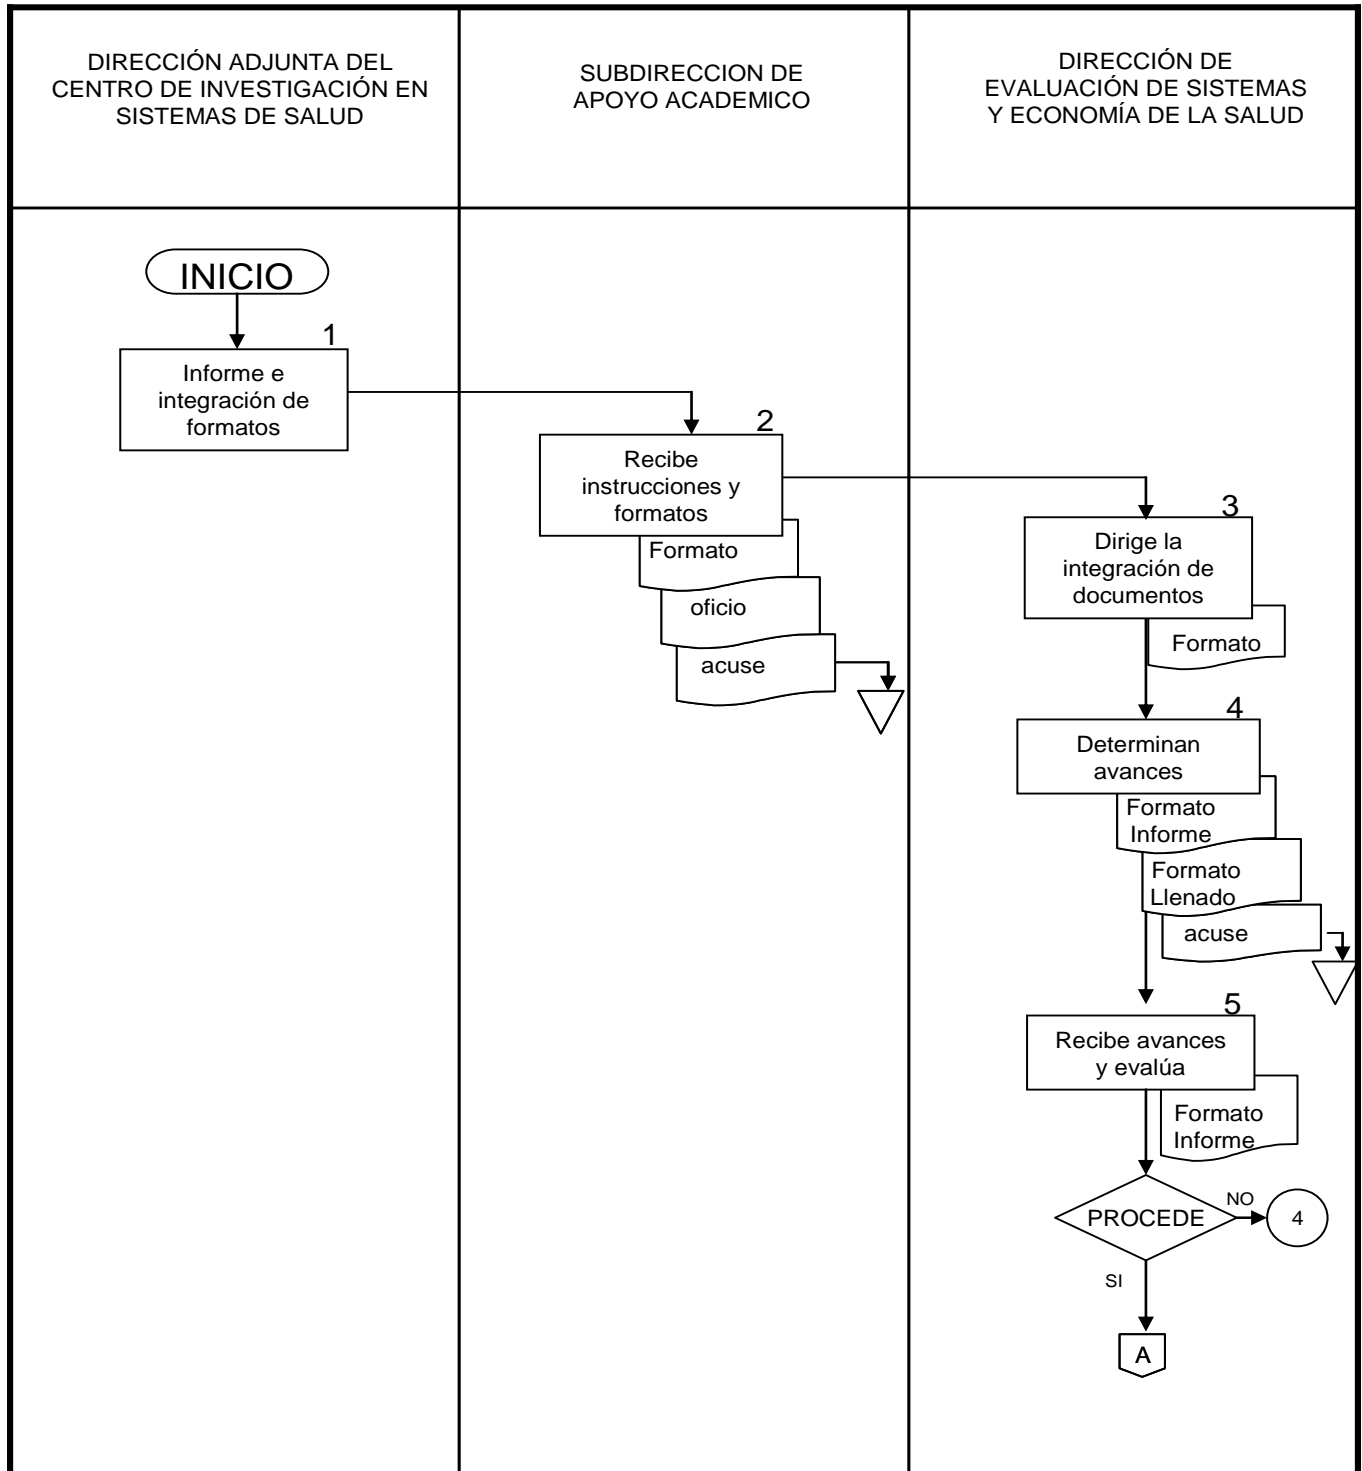 DIRECCIÓN ADJUNTA DEL
CENTRO DE INVESTIGACIÓN EN
SISTEMAS DE SALUD
SUBDIRECCION DE
APOYO ACADEMICO
DIRECCIÓN DE
EVALUACIÓN DE SISTEMAS
Y ECONOMÍA DE LA SALUD
INICIO
1
Informe e
integración de
formatos
2
Recibe
instrucciones y
formatos
Formato
oficio
acuse
3
Dirige la
integración de
documentos
Formato
4
Determinan
avances
Formato
Informe
Formato
Llenado
acuse
5
Recibe avances
y evalúa
Formato
Informe
PROCEDE
NO
4
SI
A